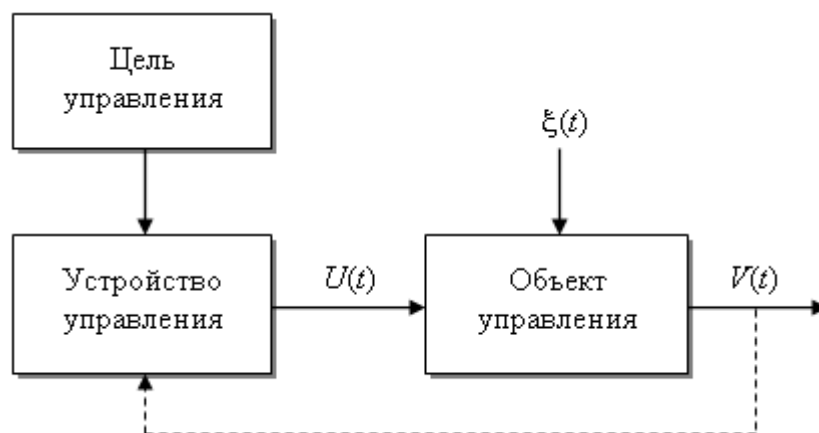 Цель
управления
ξ(t)
Устройство
управления
U(t)
Объект
управления
V(t)